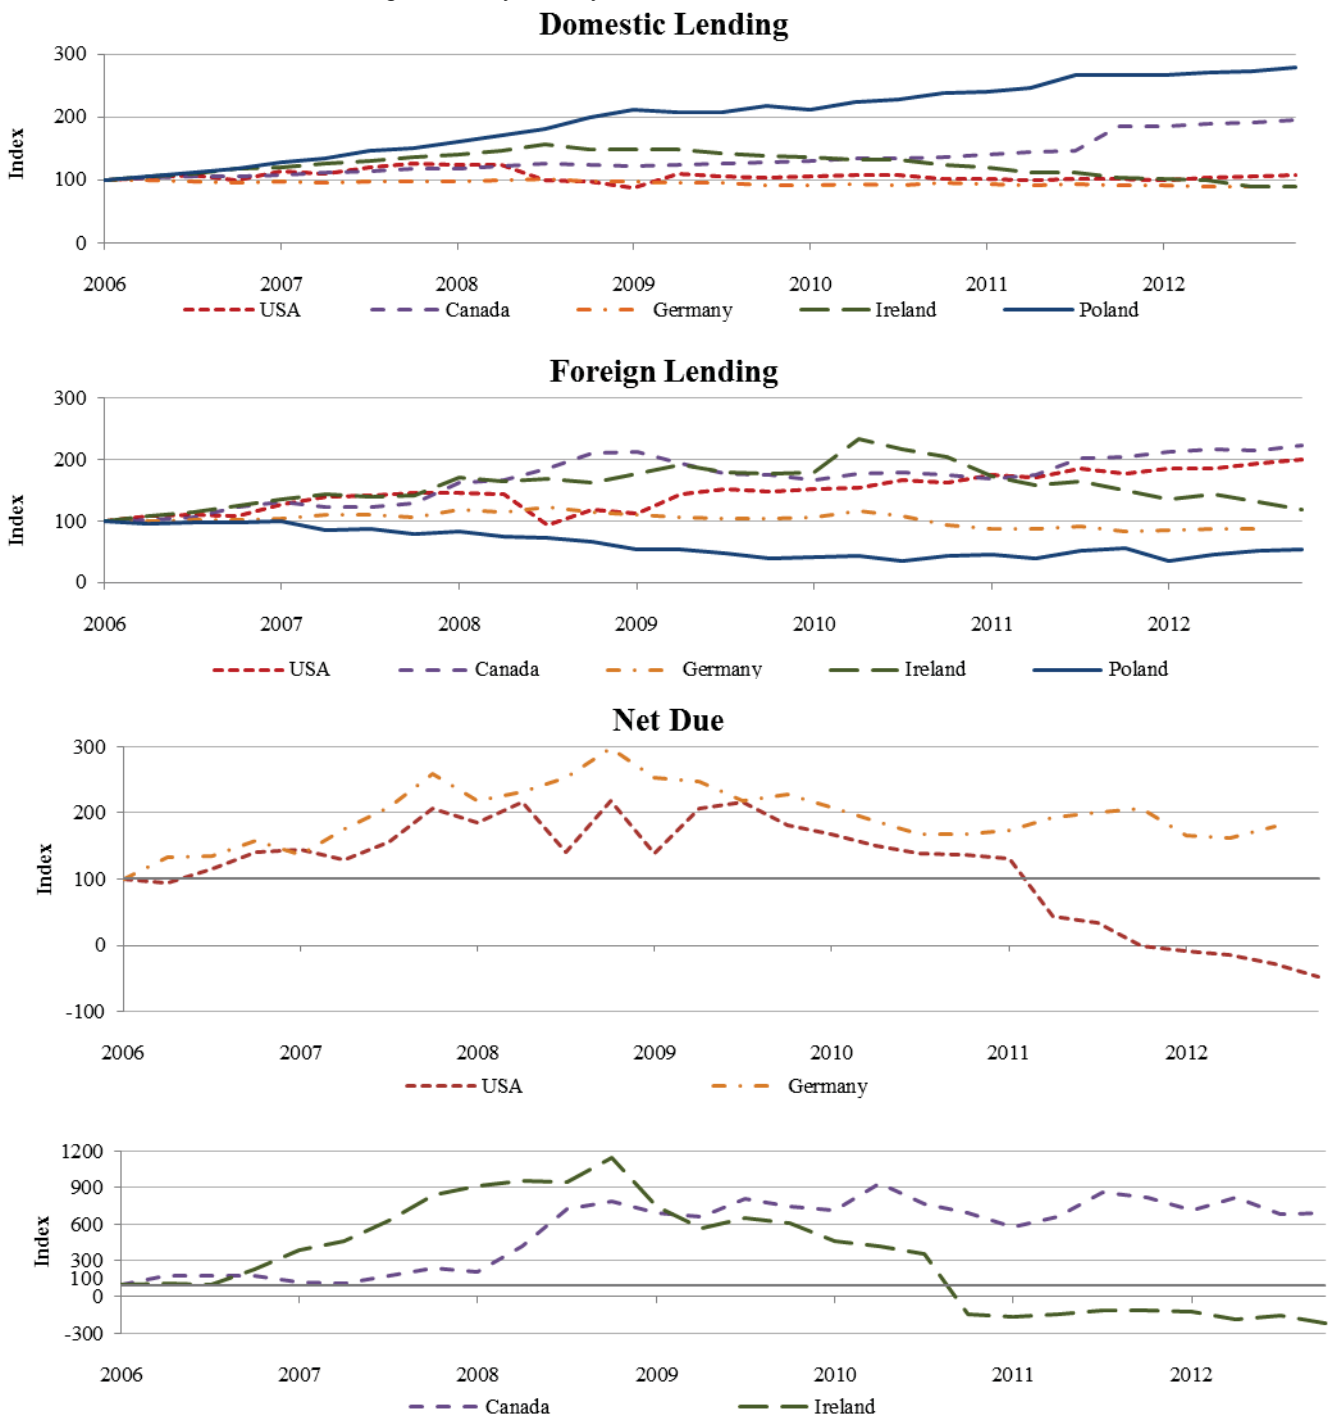 Domestic Lending
300
200
100
0
Index
2006 2007 2008 2009 2010 2011 2012
USA Canada Germany Ireland Poland
Foreign Lending
300
200
100
0
Index
2006 2007 2008 2009 2010 2011 2012
USA Canada Germany Ireland Poland
Net Due
300
200
100
0
-100
Index
2006 2007 2008 2009 2010 2011 2012
USA Germany
1200
900
600
300
100
0
-300
Index
2006 2007 2008 2009 2010 2011 2012
Canada Ireland